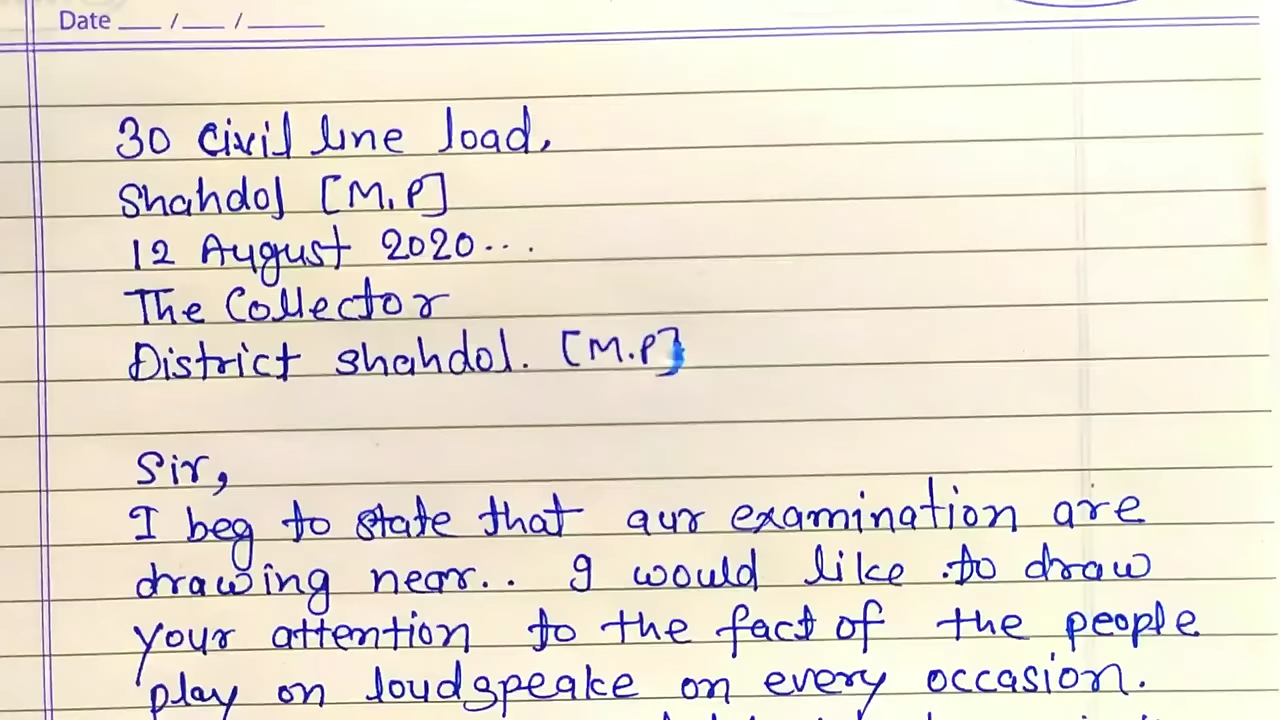 Date ___ / ___ / ______
30 Civil line load,
Shahdol [M.P]
12 August 2020...
The Collector
District shahdol. [M.P]
Sir,
I beg to state that aur examination are
drawing near.. I would like .to draw
your attention to the fact of the people
play on loudspeake on every occasion.